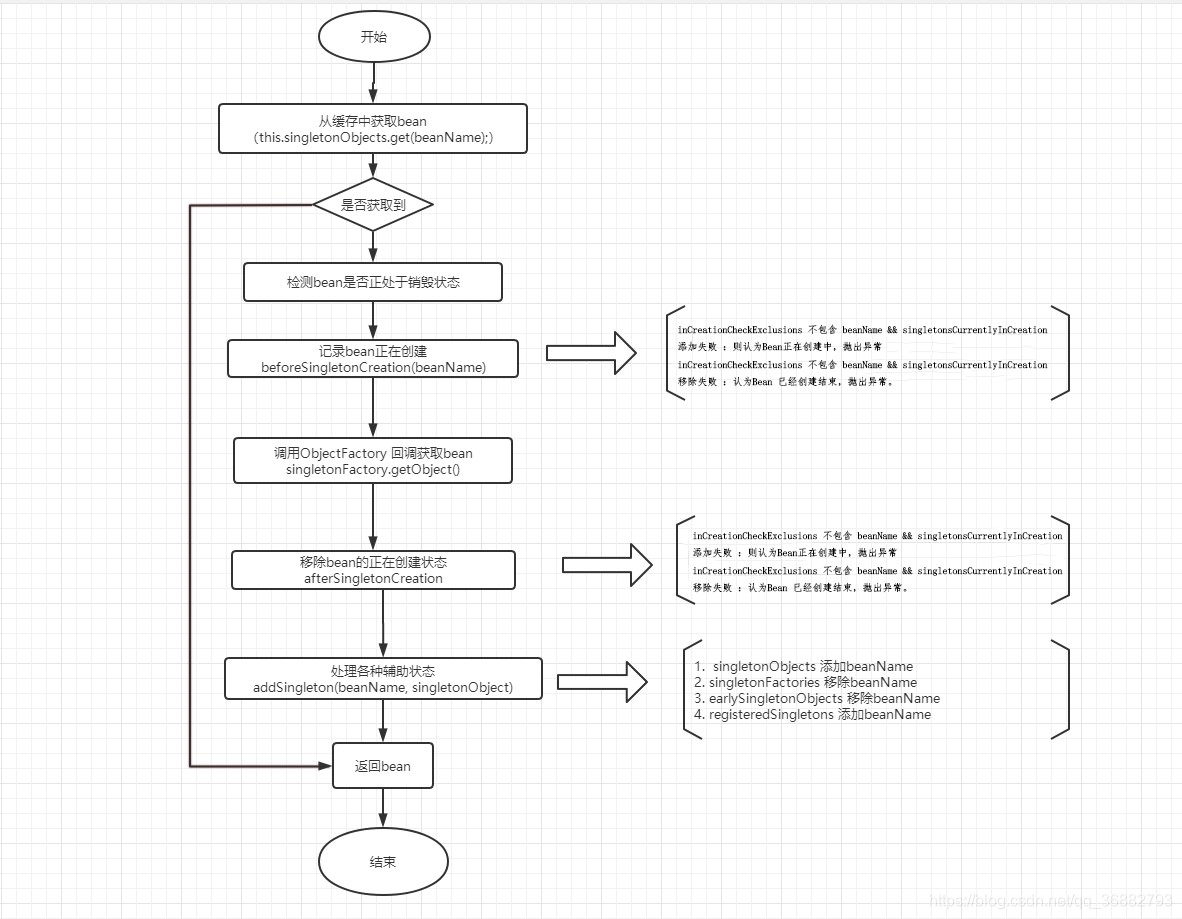 开始
从缓存中获取bean
（this.singletonObjects.get(beanName);）
是否获取到
检测bean是否正处于销毁状态
记录bean正在创建
beforeSingletonCreation(beanName)
inCreationCheckExclusions 不包含 beanName && singletonsCurrentlyInCreation
添加失败 ：则认为Bean正在创建中，抛出异常
inCreationCheckExclusions 不包含 beanName && singletonsCurrentlyInCreation
移除失败 ：认为Bean 已经创建结束，抛出异常。
调用ObjectFactory 回调获取bean
singletonFactory.getObject()
移除bean的正在创建状态
afterSingletonCreation
inCreationCheckExclusions 不包含 beanName && singletonsCurrentlyInCreation
添加失败 ：则认为Bean正在创建中，抛出异常
inCreationCheckExclusions 不包含 beanName && singletonsCurrentlyInCreation
移除失败 ：认为Bean 已经创建结束，抛出异常。
处理各种辅助状态
addSingleton(beanName, singletonObject)
1. singletonObjects 添加beanName
2. singletonFactories 移除beanName
3. earlySingletonObjects 移除beanName
4. registeredSingletons 添加beanName
返回bean
结束
https://blog.csdn.net/qq_36882793